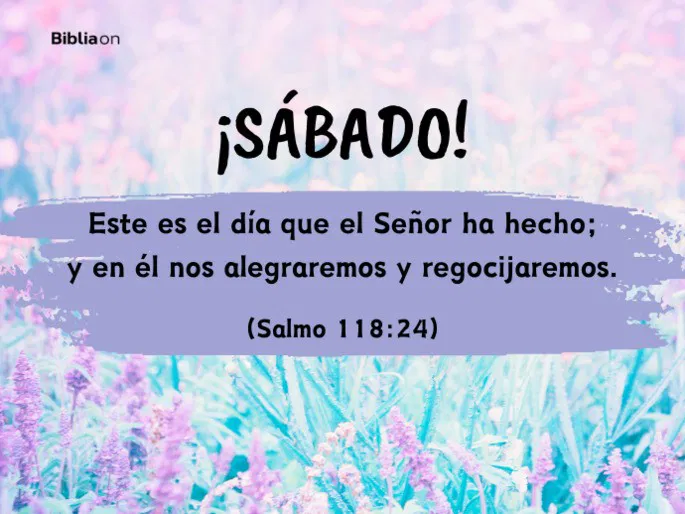 Bibliaon
¡SÁBADO!
Este es el día que el Señor ha hecho;
y en él nos alegraremos y regocijaremos.
(Salmo 118:24)